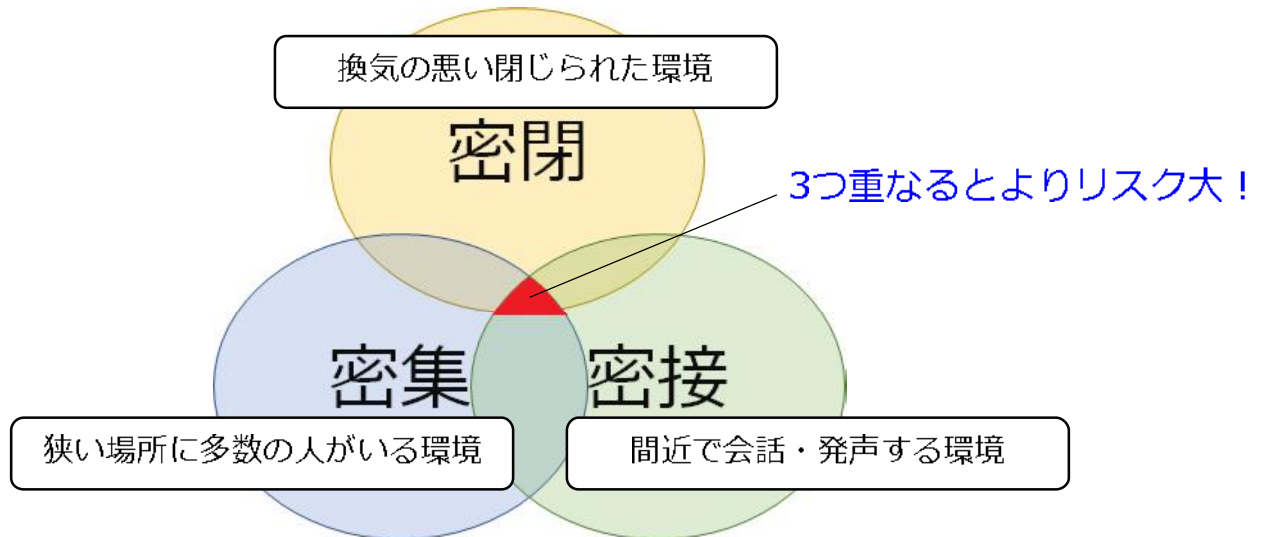 換気の悪い閉じられた環境
密閉
3つ重なるとよりリスク大！
密集
密接
狭い場所に多数の人がいる環境
間近で会話・発声する環境